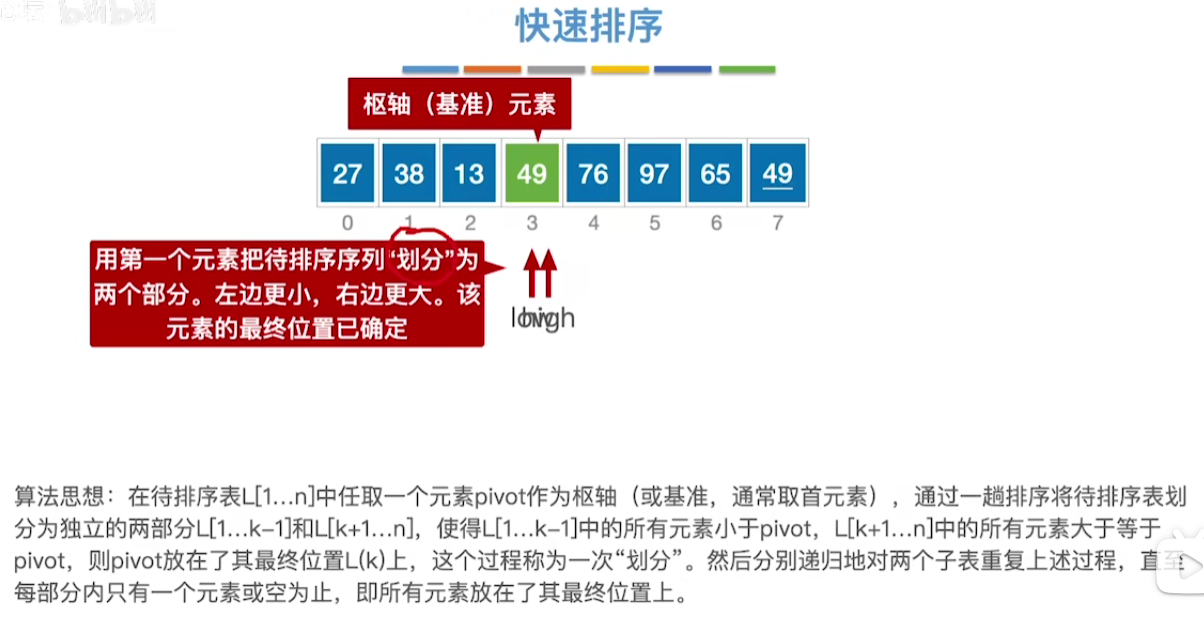 快速排序
枢轴（基准）元素
27 38 13 49 76 97 65 49
0 1 2 3 4 5 6 7
用第一个元素把待排序序列“划分”为
两个部分。左边更小，右边更大。该
元素的最终位置已确定
low high
算法思想：在待排序表L[1…n]中任取一个元素pivot作为枢轴（或基准，通常取首元素），通过一趟排序将待排序表划
分为独立的两部分L[1…k-1]和L[k+1…n]，使得L[1…k-1]中的所有元素小于pivot，L[k+1…n]中的所有元素大于等于
pivot，则pivot放在了其最终位置L(k)上，这个过程称为一次“划分”。然后分别递归地对两个子表重复上述过程，直至
每部分内只有一个元素或空为止，即所有元素放在了其最终位置上。